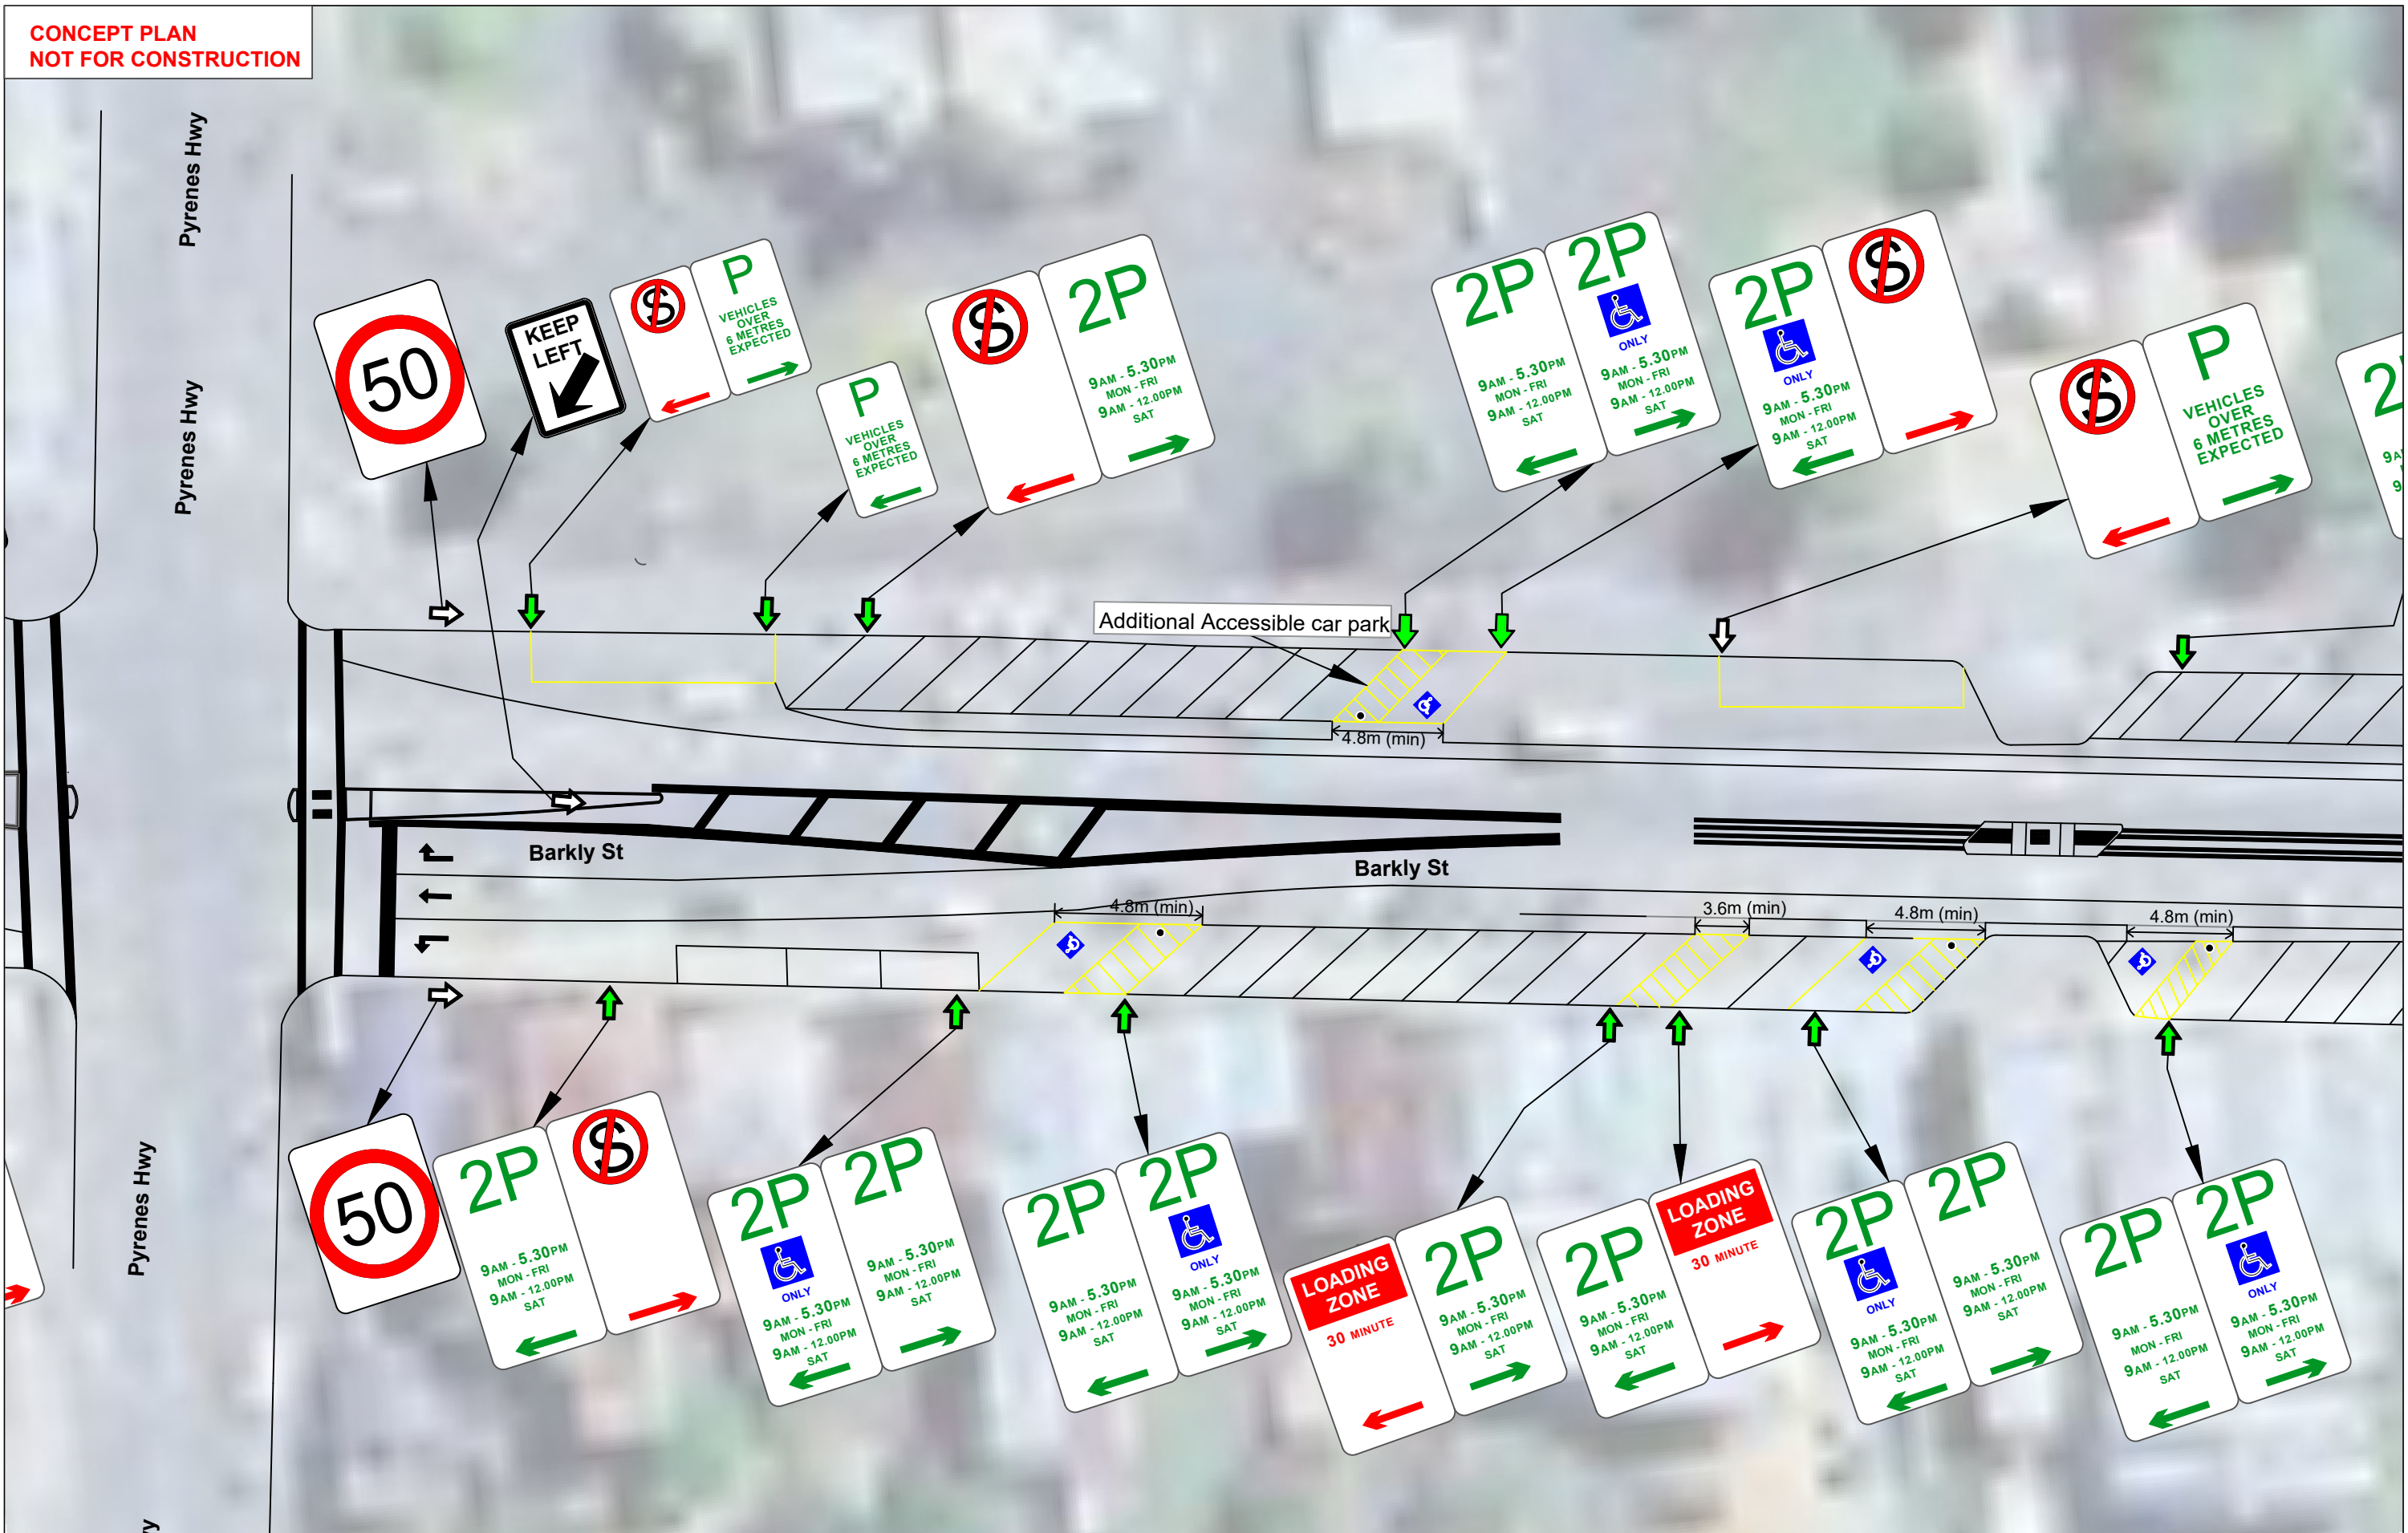 CONCEPT PLAN
NOT FOR CONSTRUCTION
Pyrenes Hwy
Pyrenes Hwy
50
KEEP
LEFT
S
P
VEHICLES
OVER
6 METRES
EXPECTED
P
VEHICLES
OVER
6 METRES
EXPECTED
S
2P
9AM - 5.30PM
MON - FRI
9AM - 12.00PM
SAT
2P
9AM - 5.30PM
MON - FRI
9AM - 12.00PM
SAT
2P
ONLY
9AM - 5.30PM
MON - FRI
9AM - 12.00PM
SAT
2P
ONLY
9AM - 5.30PM
MON - FRI
9AM - 12.00PM
SAT
S
S
P
VEHICLES
OVER
6 METRES
EXPECTED
Additional Accessible car park
4.8m (min)
Barkly St
Barkly St
4.8m (min)
3.6m (min)
4.8m (min)
4.8m (min)
Pyrenes Hwy
50
2P
9AM - 5.30PM
MON - FRI
9AM - 12.00PM
SAT
S
2P
ONLY
9AM - 5.30PM
MON - FRI
9AM - 12.00PM
SAT
2P
9AM - 5.30PM
MON - FRI
9AM - 12.00PM
SAT
2P
9AM - 5.30PM
MON - FRI
9AM - 12.00PM
SAT
2P
ONLY
9AM - 5.30PM
MON - FRI
9AM - 12.00PM
SAT
LOADING
ZONE
30 MINUTE
2P
9AM - 5.30PM
MON - FRI
9AM - 12.00PM
SAT
2P
9AM - 5.30PM
MON - FRI
9AM - 12.00PM
SAT
LOADING
ZONE
30 MINUTE
2P
ONLY
9AM - 5.30PM
MON - FRI
9AM - 12.00PM
SAT
2P
9AM - 5.30PM
MON - FRI
9AM - 12.00PM
SAT
2P
9AM - 5.30PM
MON - FRI
9AM - 12.00PM
SAT
2P
ONLY
9AM - 5.30PM
MON - FRI
9AM - 12.00PM
SAT